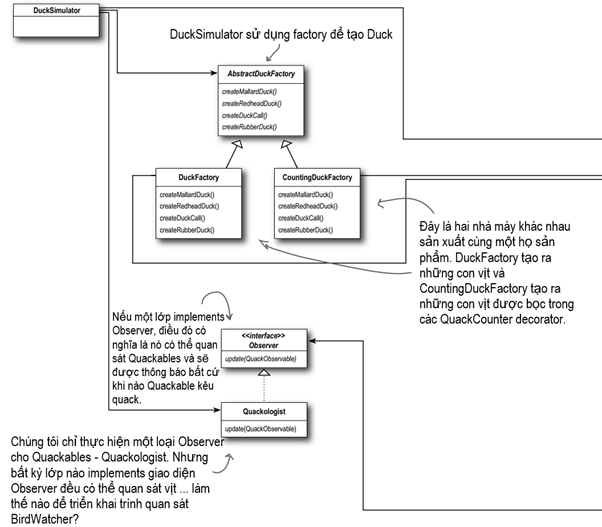 DuckSimulator
DuckSimulator sử dụng factory để tạo Duck
AbstractDuckFactory
createMallardDuck()
createRedheadDuck()
createDuckCall()
createRubberDuck()
DuckFactory
createMallardDuck()
createRedheadDuck()
createDuckCall()
createRubberDuck()
CountingDuckFactory
createMallardDuck()
createRedheadDuck()
createDuckCall()
createRubberDuck()
Đây là hai nhà máy khác nhau
sản xuất cùng một họ sản
phẩm. DuckFactory tạo ra
những con vịt và
CountingDuckFactory tạo ra
những con vịt được bọc trong
các QuackCounter decorator.
Nếu một lớp implements
Observer, điều đó có
nghĩa là nó có thể quan
sát Quackables và sẽ
được thông báo bất cứ
khi nào Quackable kêu
quack.
<<interface>>
Observer
update(QuackObservable)
Quackologist
update(QuackObservable)
Chúng tôi chỉ thực hiện một loại Observer
cho Quackables - Quackologist. Nhưng
bất kỳ lớp nào implements giao diện
Observer đều có thể quan sát vịt ... làm
thế nào để triển khai trình quan sát
BirdWatcher?